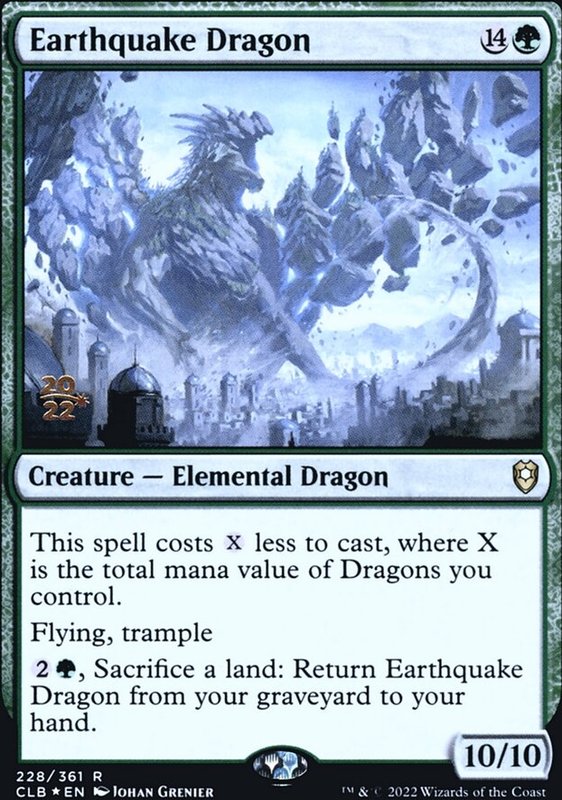 Earthquake Dragon 14
20
22
Creature — Elemental Dragon
This spell costs X less to cast, where X
is the total mana value of Dragons you
control.
Flying, trample
2 , Sacrifice a land: Return Earthquake
Dragon from your graveyard to your
hand.
10/10
228/361 R
CLB ★ EN Johan Grenier
™ & © 2022 Wizards of the Coast